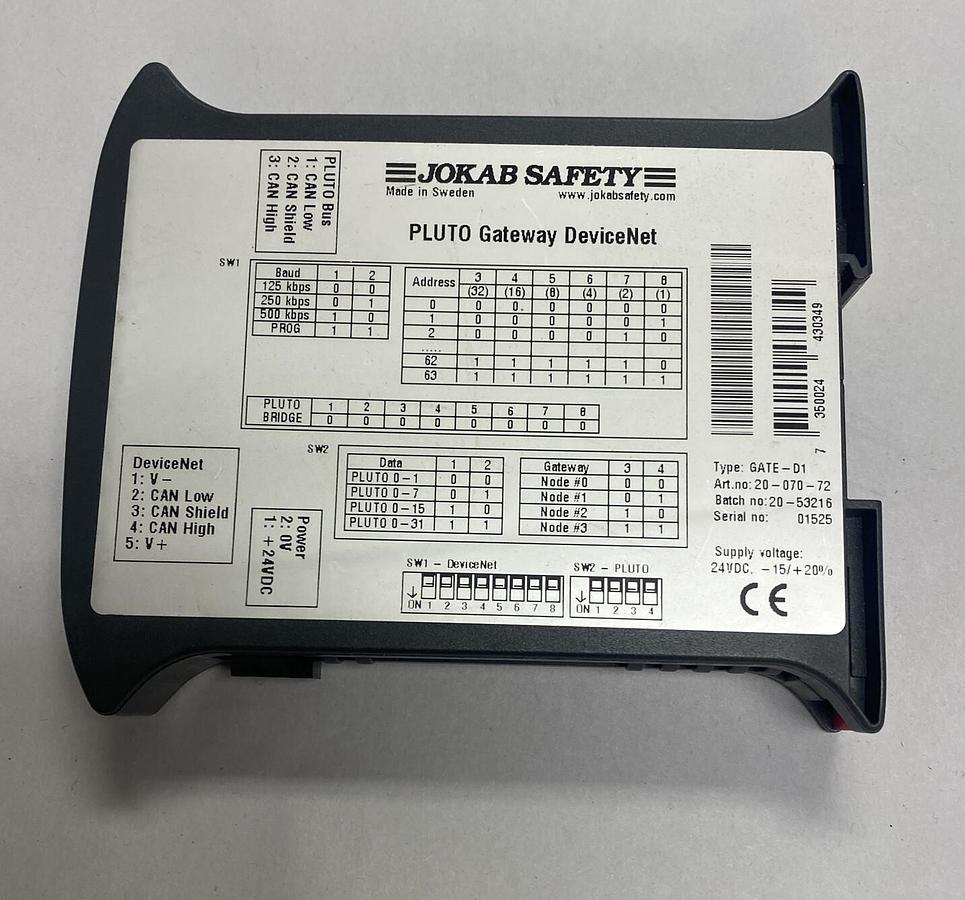 JOKAB SAFETY
Made in Sweden www.jokabsafety.com
PLUTO Gateway DeviceNet
PLUTO Bus
1: CAN Low
2: CAN Shield
3: CAN High
SW1
Baud 1 2
125 kbps 0 0
250 kbps 0 1
500 kbps 1 0
PROG 1 1
Address 3 4 5 6 7 8
(32) (16) (8) (4) (2) (1)
0 0 0. 0 0 0 0
1 0 0 0 0 0 1
2 0 0 0 0 1 0
.....
62 1 1 1 1 1 0
63 1 1 1 1 1 1
PLUTO BRIDGE 1 2 3 4 5 6 7 8
0 0 0 0 0 0 0 0
SW2
Data 1 2
PLUTO 0-1 0 0
PLUTO 0-7 0 1
PLUTO 0-15 1 0
PLUTO 0-31 1 1
Gateway 3 4
Node #0 0 0
Node #1 0 1
Node #2 1 0
Node #3 1 1
DeviceNet
1: V-
2: CAN Low
3: CAN Shield
4: CAN High
5: V+
Power
2: 0V
1: +24VDC
SW1 - DeviceNet
ON 1 2 3 4 5 6 7 8
SW2 - PLUTO
ON 1 2 3 4
7 350024 430349
Type: GATE-D1
Art.no: 20-070-72
Batch no: 20-53216
Serial no: 01525
Supply voltage:
24VDC. -15/+20%
CE